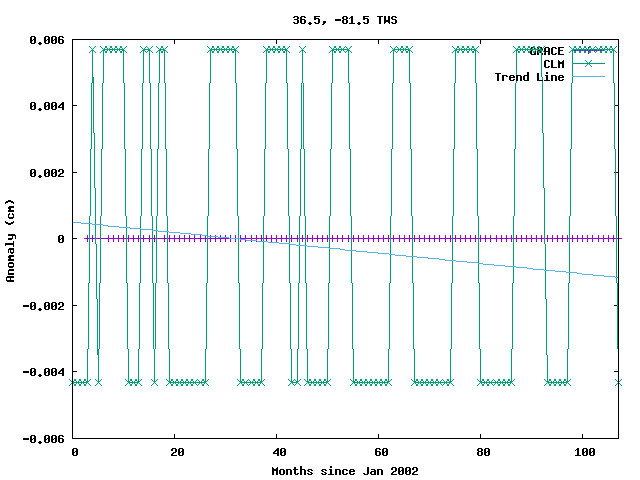 36.5, -81.5 TWS
0.006
0.004
0.002
0
-0.002
-0.004
-0.006
Anomaly (cm)
GRACE
CLM
Trend Line
0 20 40 60 80 100
Months since Jan 2002